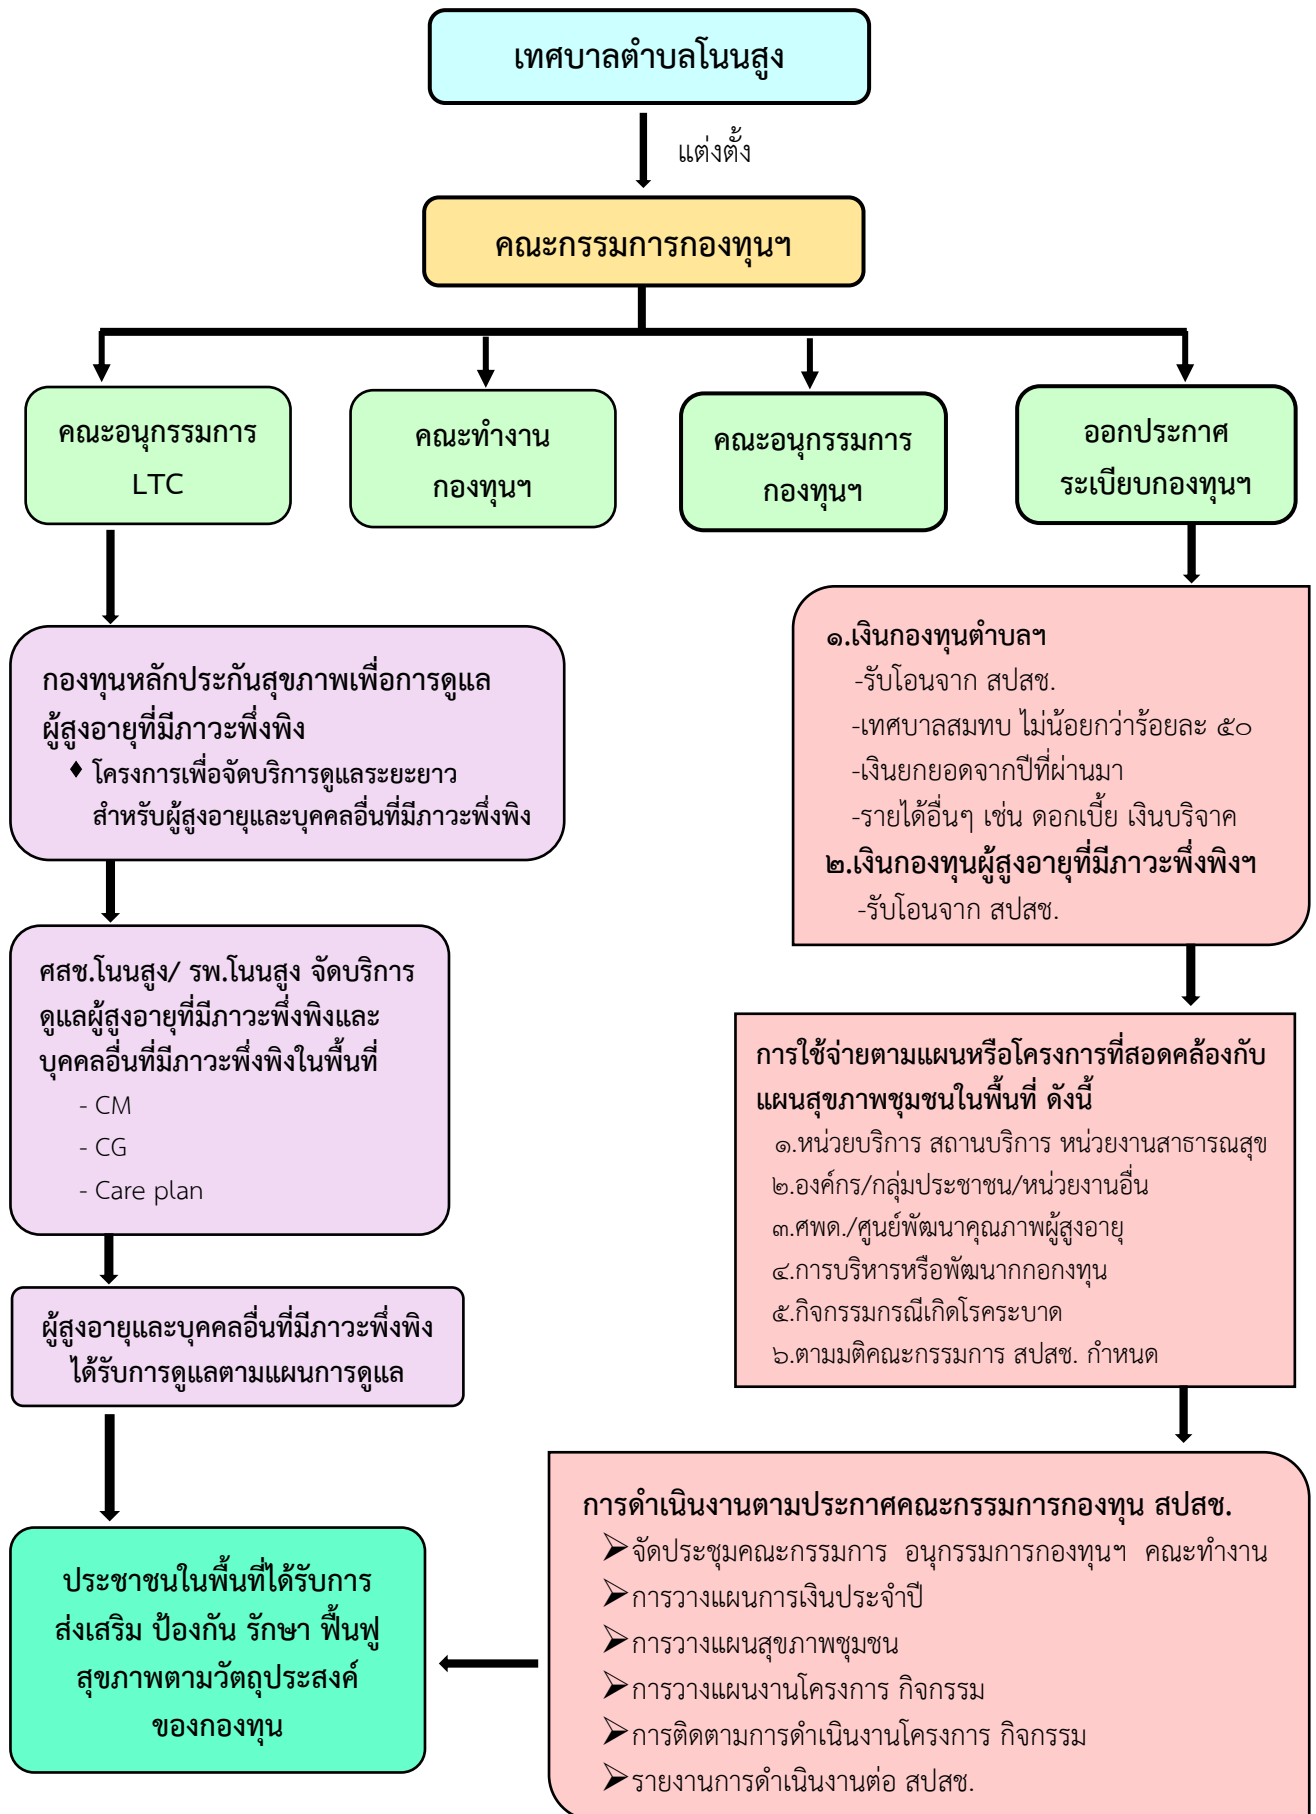 เทศบาลตำบลโนนสูง
แต่งตั้ง
คณะกรรมการกองทุนฯ
คณะอนุกรรมการ
LTC
คณะทำงาน
กองทุนฯ
คณะอนุกรรมการ
กองทุนฯ
ออกประกาศ
ระเบียบกองทุนฯ
กองทุนหลักประกันสุขภาพเพื่อการดูแล
ผู้สูงอายุที่มีภาวะพึ่งพิง
♦ โครงการเพื่อจัดบริการดูแลระยะยาว
สำหรับผู้สูงอายุและบุคคลอื่นที่มีภาวะพึ่งพิง
ศสช.โนนสูง/ รพ.โนนสูง จัดบริการ
ดูแลผู้สูงอายุที่มีภาวะพึ่งพิงและ
บุคคลอื่นที่มีภาวะพึ่งพิงในพื้นที่
- CM
- CG
- Care plan
ผู้สูงอายุและบุคคลอื่นที่มีภาวะพึ่งพิง
ได้รับการดูแลตามแผนการดูแล
๑.เงินกองทุนตำบลฯ
-รับโอนจาก สปสช.
-เทศบาลสมทบ ไม่น้อยกว่าร้อยละ ๕๐
-เงินยกยอดจากปีที่ผ่านมา
-รายได้อื่นๆ เช่น ดอกเบี้ย เงินบริจาค
๒.เงินกองทุนผู้สูงอายุที่มีภาวะพึ่งพิงฯ
-รับโอนจาก สปสช.
การใช้จ่ายตามแผนหรือโครงการที่สอดคล้องกับ
แผนสุขภาพชุมชนในพื้นที่ ดังนี้
๑.หน่วยบริการ สถานบริการ หน่วยงานสาธารณสุข
๒.องค์กร/กลุ่มประชาชน/หน่วยงานอื่น
๓.ศพด./ศูนย์พัฒนาคุณภาพผู้สูงอายุ
๔.การบริหารหรือพัฒนากกอกงทุน
๕.กิจกรรมกรณีเกิดโรคระบาด
๖.ตามมติคณะกรรมการ สปสช. กำหนด
การดำเนินงานตามประกาศคณะกรรมการกองทุน สปสช.
➢จัดประชุมคณะกรรมการ อนุกรรมการกองทุนฯ คณะทำงาน
➢การวางแผนการเงินประจำปี
➢การวางแผนสุขภาพชุมชน
➢การวางแผนงานโครงการ กิจกรรม
➢การติดตามการดำเนินงานโครงการ กิจกรรม
➢รายงานการดำเนินงานต่อ สปสช.
ประชาชนในพื้นที่ได้รับการ
ส่งเสริม ป้องกัน รักษา ฟื้นฟู
สุขภาพตามวัตถุประสงค์
ของกองทุน